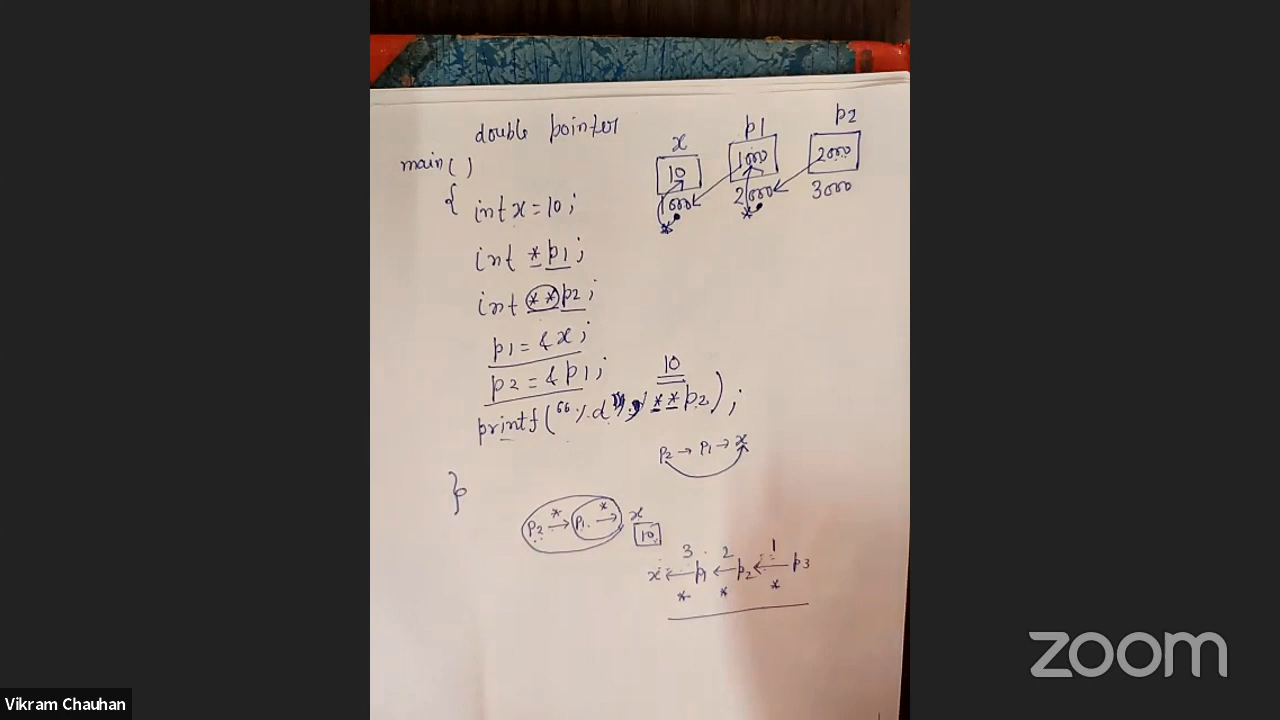 double pointer
main()
{
int x=10;
int *p1;
int **p2;
p1=&x;
p2=&p1;
10
printf("%d", **p2);
}
x p1 p2
10 1000 2000
1000 2000 3000
* *
p2 → p1 → x
* *
p2 → p1 → x
10
3 2 1
x ← p1 ← p2 ← p3
* * *
zoom
Vikram Chauhan